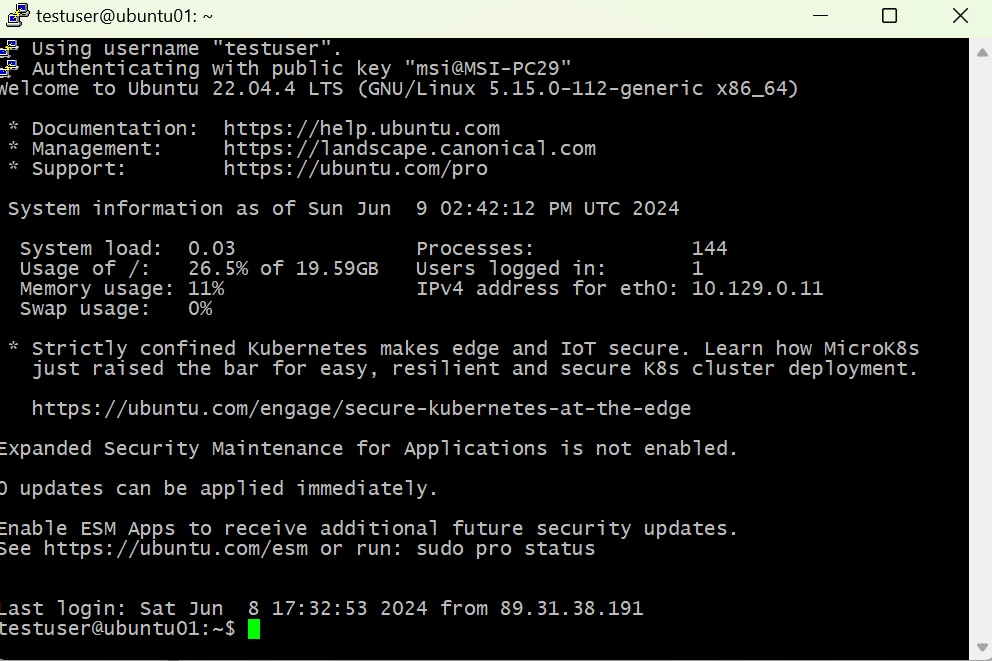 testuser@ubuntu01: ~
Using username "testuser".
Authenticating with public key "msi@MSI-PC29"
Welcome to Ubuntu 22.04.4 LTS (GNU/Linux 5.15.0-112-generic x86_64)

 * Documentation:  https://help.ubuntu.com
 * Management:     https://landscape.canonical.com
 * Support:        https://ubuntu.com/pro

 System information as of Sun Jun  9 02:42:12 PM UTC 2024

  System load:  0.03               Processes:             144
  Usage of /:   26.5% of 19.59GB   Users logged in:       1
  Memory usage: 11%                IPv4 address for eth0: 10.129.0.11
  Swap usage:   0%

 * Strictly confined Kubernetes makes edge and IoT secure. Learn how MicroK8s
   just raised the bar for easy, resilient and secure K8s cluster deployment.

   https://ubuntu.com/engage/secure-kubernetes-at-the-edge

Expanded Security Maintenance for Applications is not enabled.

0 updates can be applied immediately.

Enable ESM Apps to receive additional future security updates.
See https://ubuntu.com/esm or run: sudo pro status

Last login: Sat Jun  8 17:32:53 2024 from 89.31.38.191
testuser@ubuntu01:~$